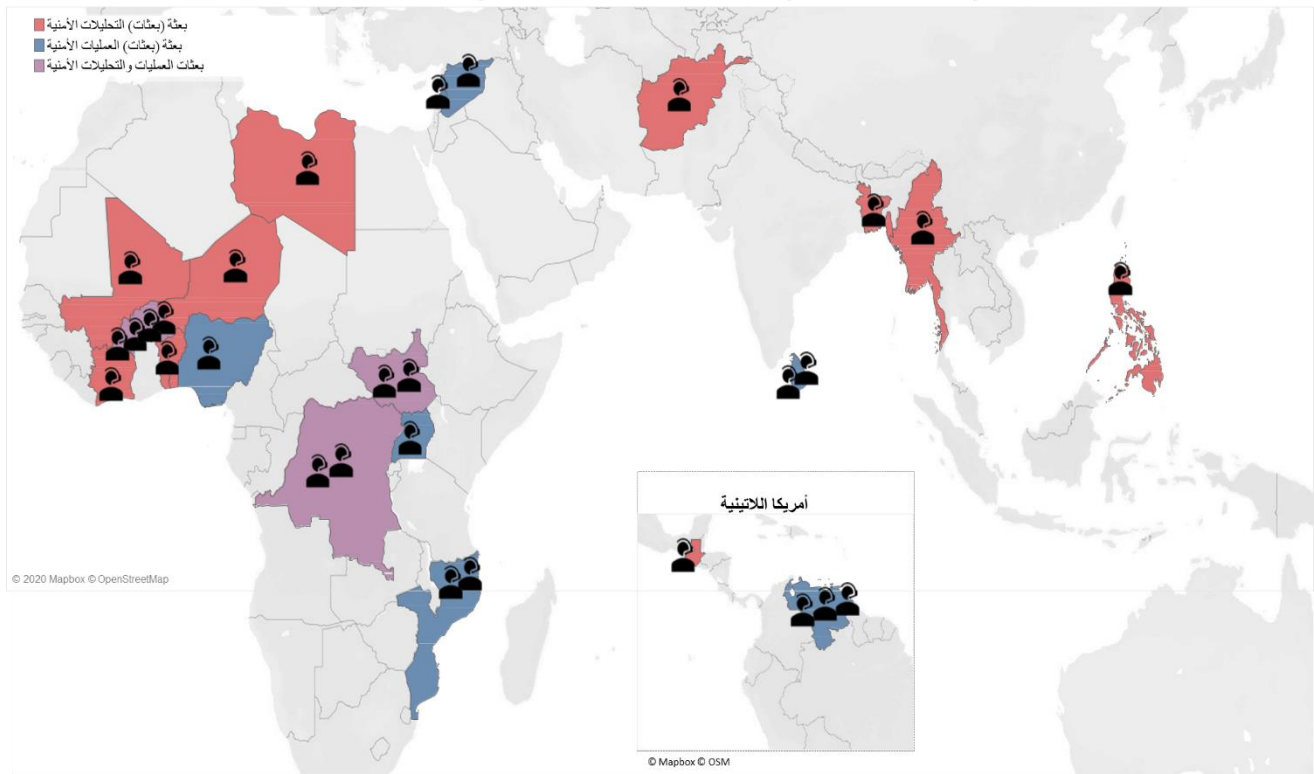 بعثة (بعثات) التحليلات الأمنية
بعثة (بعثات) العمليات الأمنية
بعثات العمليات والتحليلات الأمنية
أمريكا اللاتينية
© 2020 Mapbox © OpenStreetMap
© Mapbox © OSM